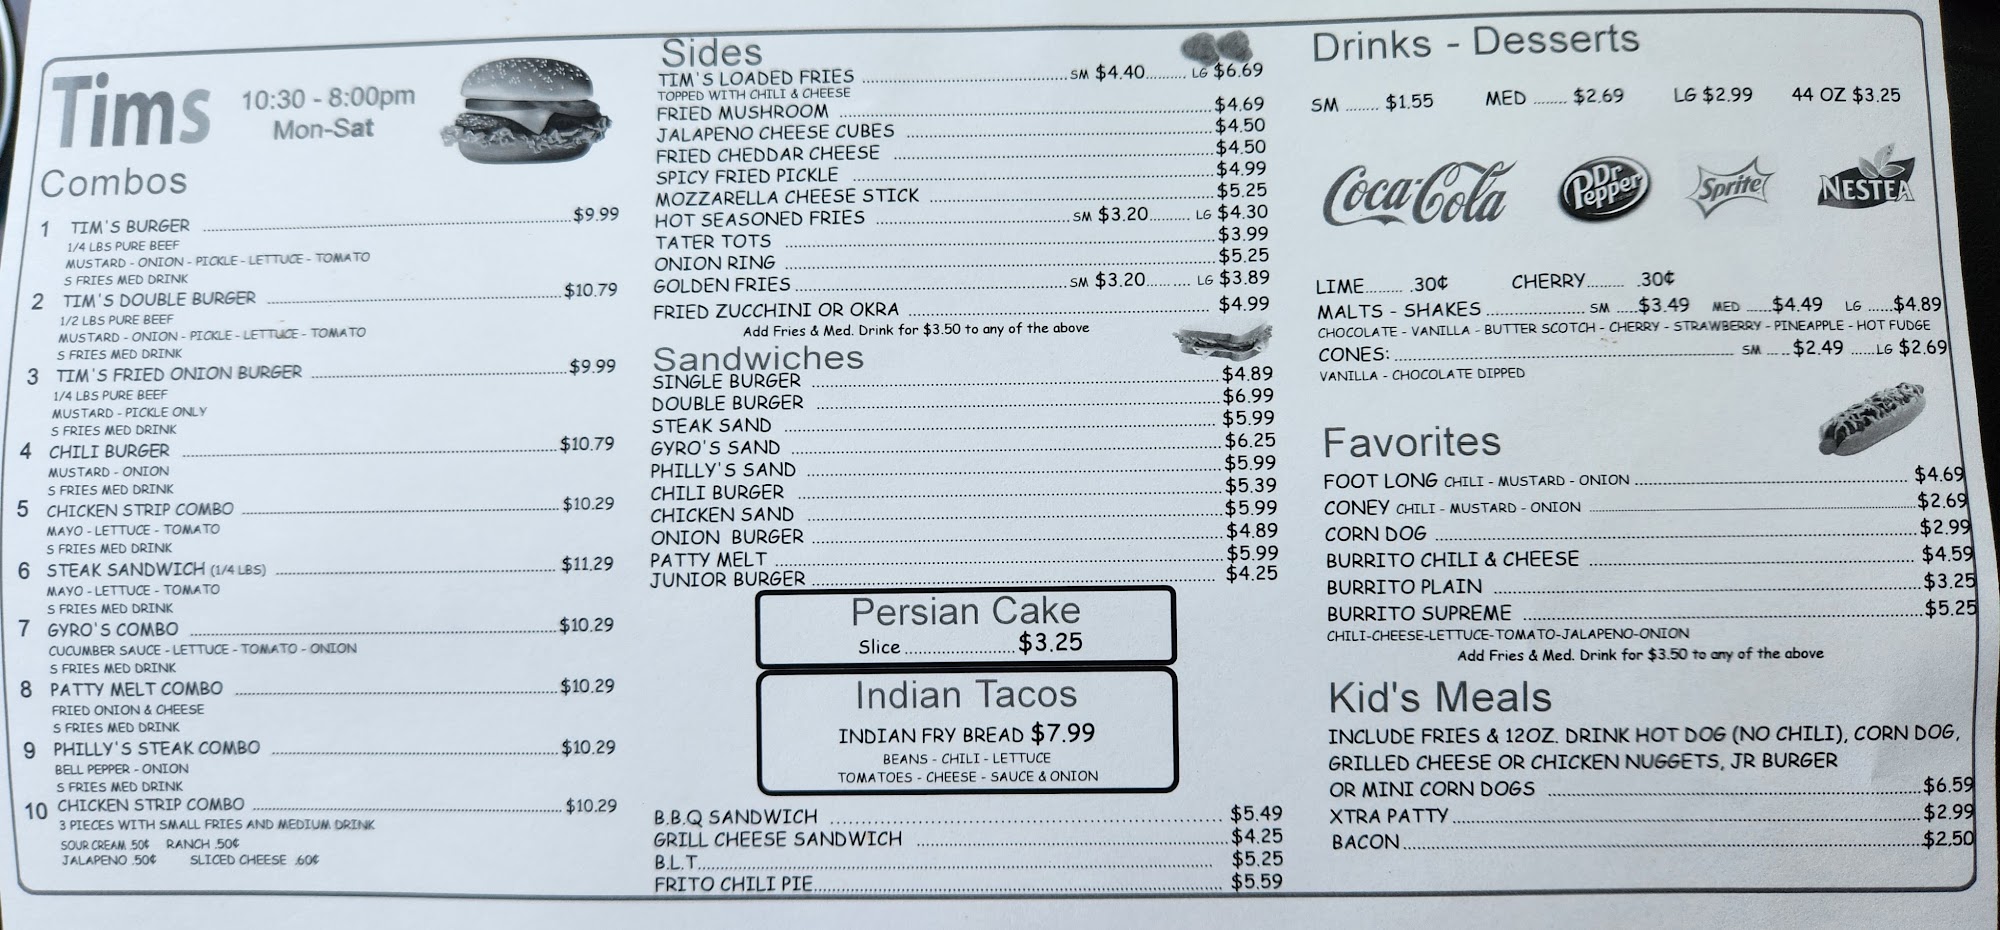 Tims
10:30 - 8:00pm
Mon-Sat
Combos
1 TIM'S BURGER $9.99
1/4 LBS PURE BEEF
MUSTARD - ONION - PICKLE - LETTUCE - TOMATO
S FRIES MED DRINK
2 TIM'S DOUBLE BURGER $10.79
1/2 LBS PURE BEEF
MUSTARD - ONION - PICKLE - LETTUCE - TOMATO
S FRIES MED DRINK
3 TIM'S FRIED ONION BURGER $9.99
1/4 LBS PURE BEEF
MUSTARD - PICKLE ONLY
S FRIES MED DRINK
4 CHILI BURGER $10.79
MUSTARD - ONION
S FRIES MED DRINK
5 CHICKEN STRIP COMBO $10.29
MAYO - LETTUCE - TOMATO
S FRIES MED DRINK
6 STEAK SANDWICH (1/4 LBS) $11.29
MAYO - LETTUCE - TOMATO
S FRIES MED DRINK
7 GYRO'S COMBO $10.29
CUCUMBER SAUCE - LETTUCE - TOMATO - ONION
S FRIES MED DRINK
8 PATTY MELT COMBO $10.29
FRIED ONION & CHEESE
S FRIES MED DRINK
9 PHILLY'S STEAK COMBO $10.29
BELL PEPPER - ONION
S FRIES MED DRINK
10 CHICKEN STRIP COMBO $10.29
3 PIECES WITH SMALL FRIES AND MEDIUM DRINK
SOUR CREAM .50¢ RANCH .50¢
JALAPENO .50¢ SLICED CHEESE .60¢
Sides
TIM'S LOADED FRIES SM $4.40 LG $6.69
TOPPED WITH CHILI & CHEESE
FRIED MUSHROOM $4.69
JALAPENO CHEESE CUBES $4.50
FRIED CHEDDAR CHEESE $4.50
SPICY FRIED PICKLE $4.99
MOZZARELLA CHEESE STICK $5.25
HOT SEASONED FRIES SM $3.20 LG $4.30
TATER TOTS $3.99
ONION RING $5.25
GOLDEN FRIES SM $3.20 LG $3.89
FRIED ZUCCHINI OR OKRA $4.99
Add Fries & Med. Drink for $3.50 to any of the above
Sandwiches
SINGLE BURGER $4.89
DOUBLE BURGER $6.99
STEAK SAND $5.99
GYRO'S SAND $6.25
PHILLY'S SAND $5.99
CHILI BURGER $5.39
CHICKEN SAND $5.99
ONION BURGER $4.89
PATTY MELT $5.99
JUNIOR BURGER $4.25
Persian Cake
Slice $3.25
Indian Tacos
INDIAN FRY BREAD $7.99
BEANS - CHILI - LETTUCE
TOMATOES - CHEESE - SAUCE & ONION
B.B.Q SANDWICH $5.49
GRILL CHEESE SANDWICH $4.25
B.L.T. $5.25
FRITO CHILI PIE $5.59
Drinks - Desserts
SM $1.55 MED $2.69 LG $2.99 44 OZ $3.25
Coca-Cola Dr Pepper Sprite NESTEA
LIME .30¢ CHERRY .30¢
MALTS - SHAKES SM $3.49 MED $4.49 LG $4.89
CHOCOLATE - VANILLA - BUTTER SCOTCH - CHERRY - STRAWBERRY - PINEAPPLE - HOT FUDGE
CONES: SM $2.49 LG $2.69
VANILLA - CHOCOLATE DIPPED
Favorites
FOOT LONG CHILI - MUSTARD - ONION $4.69
CONEY CHILI - MUSTARD - ONION $2.69
CORN DOG $2.99
BURRITO CHILI & CHEESE $4.59
BURRITO PLAIN $3.25
BURRITO SUPREME $5.25
CHILI-CHEESE-LETTUCE-TOMATO-JALAPENO-ONION
Add Fries & Med. Drink for $3.50 to any of the above
Kid's Meals
INCLUDE FRIES & 12OZ. DRINK HOT DOG (NO CHILI), CORN DOG,
GRILLED CHEESE OR CHICKEN NUGGETS, JR BURGER
OR MINI CORN DOGS $6.59
XTRA PATTY $2.99
BACON $2.50